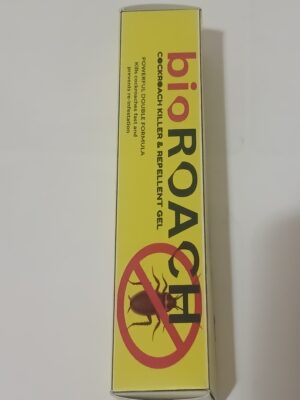 bioROACH
COCKROACH KILLER & REPELLENT GEL
POWERFUL DOUBLE FORMULA
Kills cockroaches fast and
prevents re-infestation.